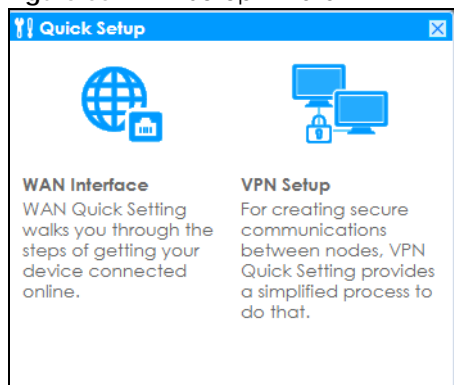 Quick Setup
WAN Interface
WAN Quick Setting
walks you through the
steps of getting your
device connected
online.
VPN Setup
For creating secure
communications
between nodes, VPN
Quick Setting provides
a simplified process to
do that.